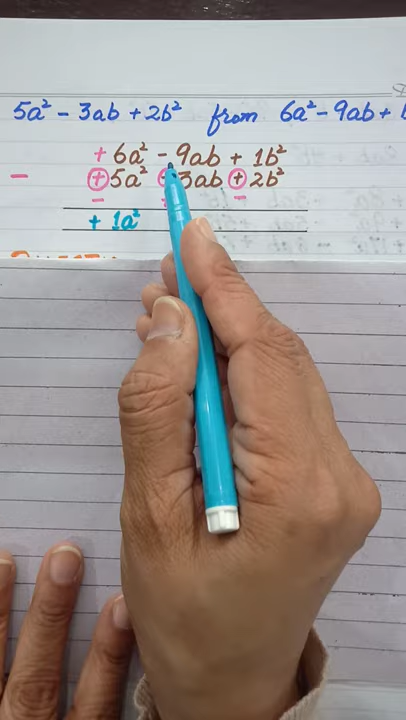 5a² - 3ab + 2b² from 6a² - 9ab + b
+ 6a² - 9ab + 1b²
- + 5a² - 3ab + 2b²
- + -
+ 1a²